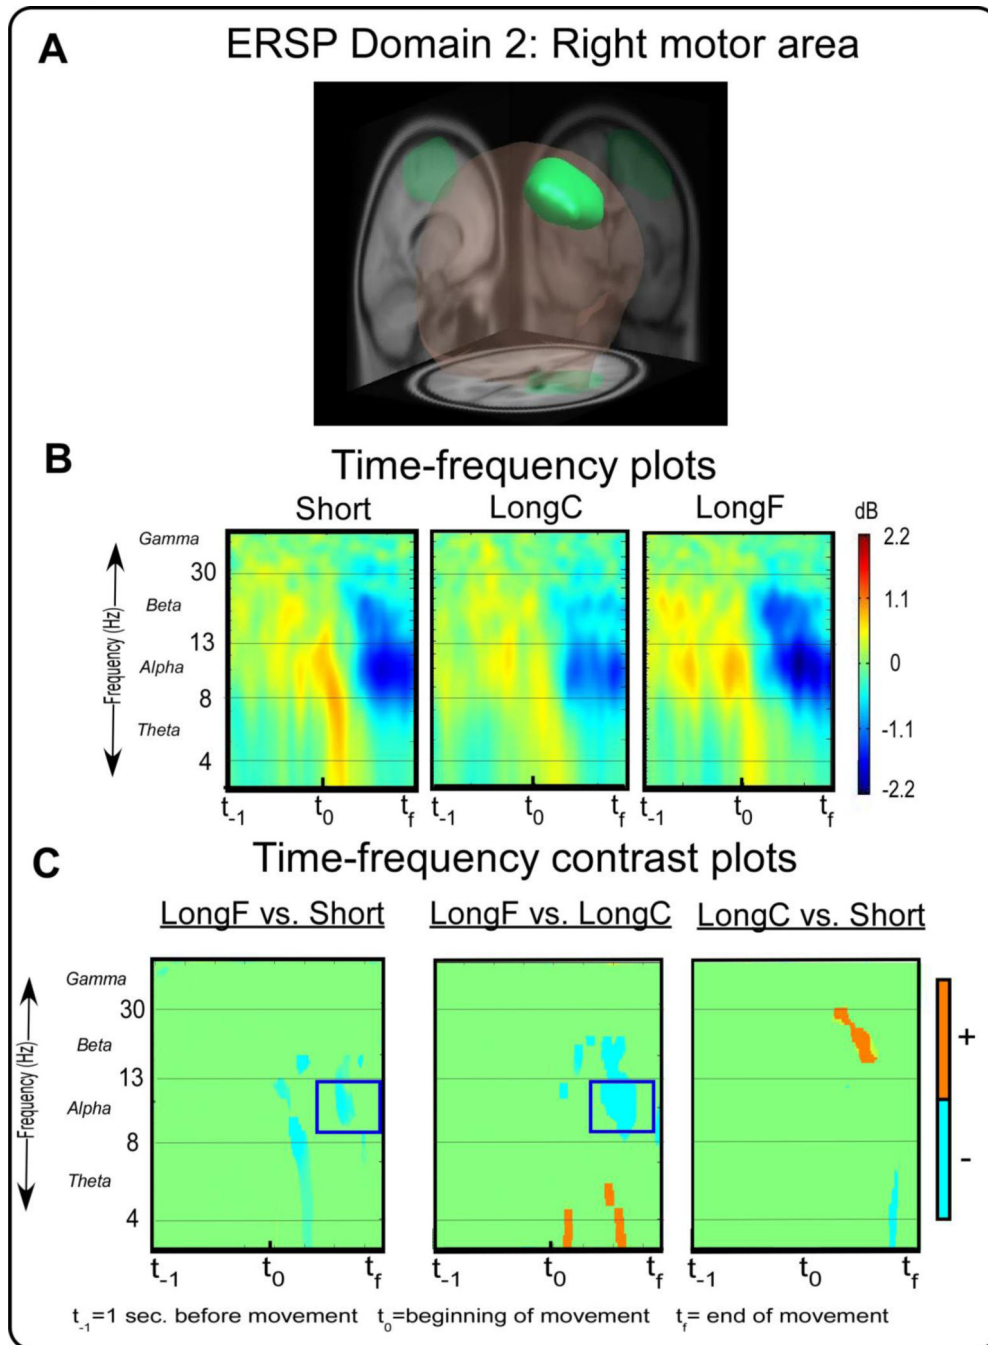 A
ERSP Domain 2: Right motor area
B
Time-frequency plots
Short LongC LongF dB
Gamma
30
Beta
13
Alpha
8
Theta
4
Frequency (Hz)
2.2
1.1
0
-1.1
-2.2
t-1 t0 tf t-1 t0 tf t-1 t0 tf
C
Time-frequency contrast plots
LongF vs. Short LongF vs. LongC LongC vs. Short
Gamma
30
Beta
13
Alpha
8
Theta
4
Frequency (Hz)
+
-
t-1 t0 tf t-1 t0 tf t-1 t0 tf
t-1=1 sec. before movement t0=beginning of movement tf= end of movement